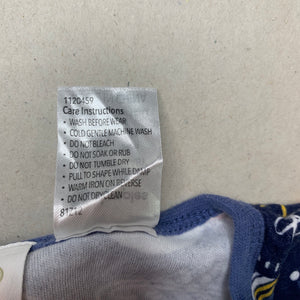 1120459
Care Instructions
• WASH BEFORE WEAR
• COLD GENTLE MACHINE WASH
• DO NOT BLEACH
• DO NOT SOAK OR RUB
• DO NOT TUMBLE DRY
• PULL TO SHAPE WHILE DAMP
• WARM IRON ON REVERSE
• DO NOT DRY CLEAN
81212